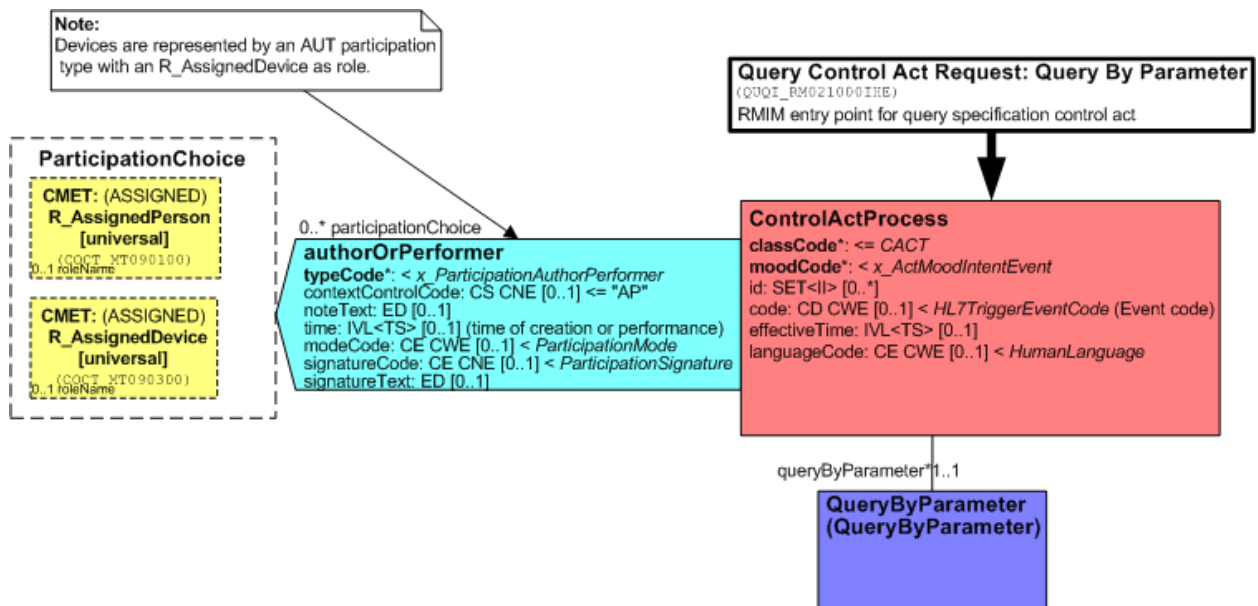 Note:
Devices are represented by an AUT participation
type with an R_AssignedDevice as role.
Query Control Act Request: Query By Parameter
(QUQI_RM021000IHE)
RMIM entry point for query specification control act
ParticipationChoice
CMET: (ASSIGNED)
R_AssignedPerson
[universal]
(COCT_MT090100)
0..1 roleName
CMET: (ASSIGNED)
R_AssignedDevice
[universal]
(COCT_MT090300)
0..1 roleName
0..* participationChoice
authorOrPerformer
typeCode*: < x_ParticipationAuthorPerformer
contextControlCode: CS CNE [0..1] <= "AP"
noteText: ED [0..1]
time: IVL<TS> [0..1] (time of creation or performance)
modeCode: CE CWE [0..1] < ParticipationMode
signatureCode: CE CNE [0..1] < ParticipationSignature
signatureText: ED [0..1]
ControlActProcess
classCode*: <= CACT
moodCode*: < x_ActMoodIntentEvent
id: SET<II> [0..*]
code: CD CWE [0..1] < HL7TriggerEventCode (Event code)
effectiveTime: IVL<TS> [0..1]
languageCode: CE CWE [0..1] < HumanLanguage
queryByParameter*1..1
QueryByParameter
(QueryByParameter)